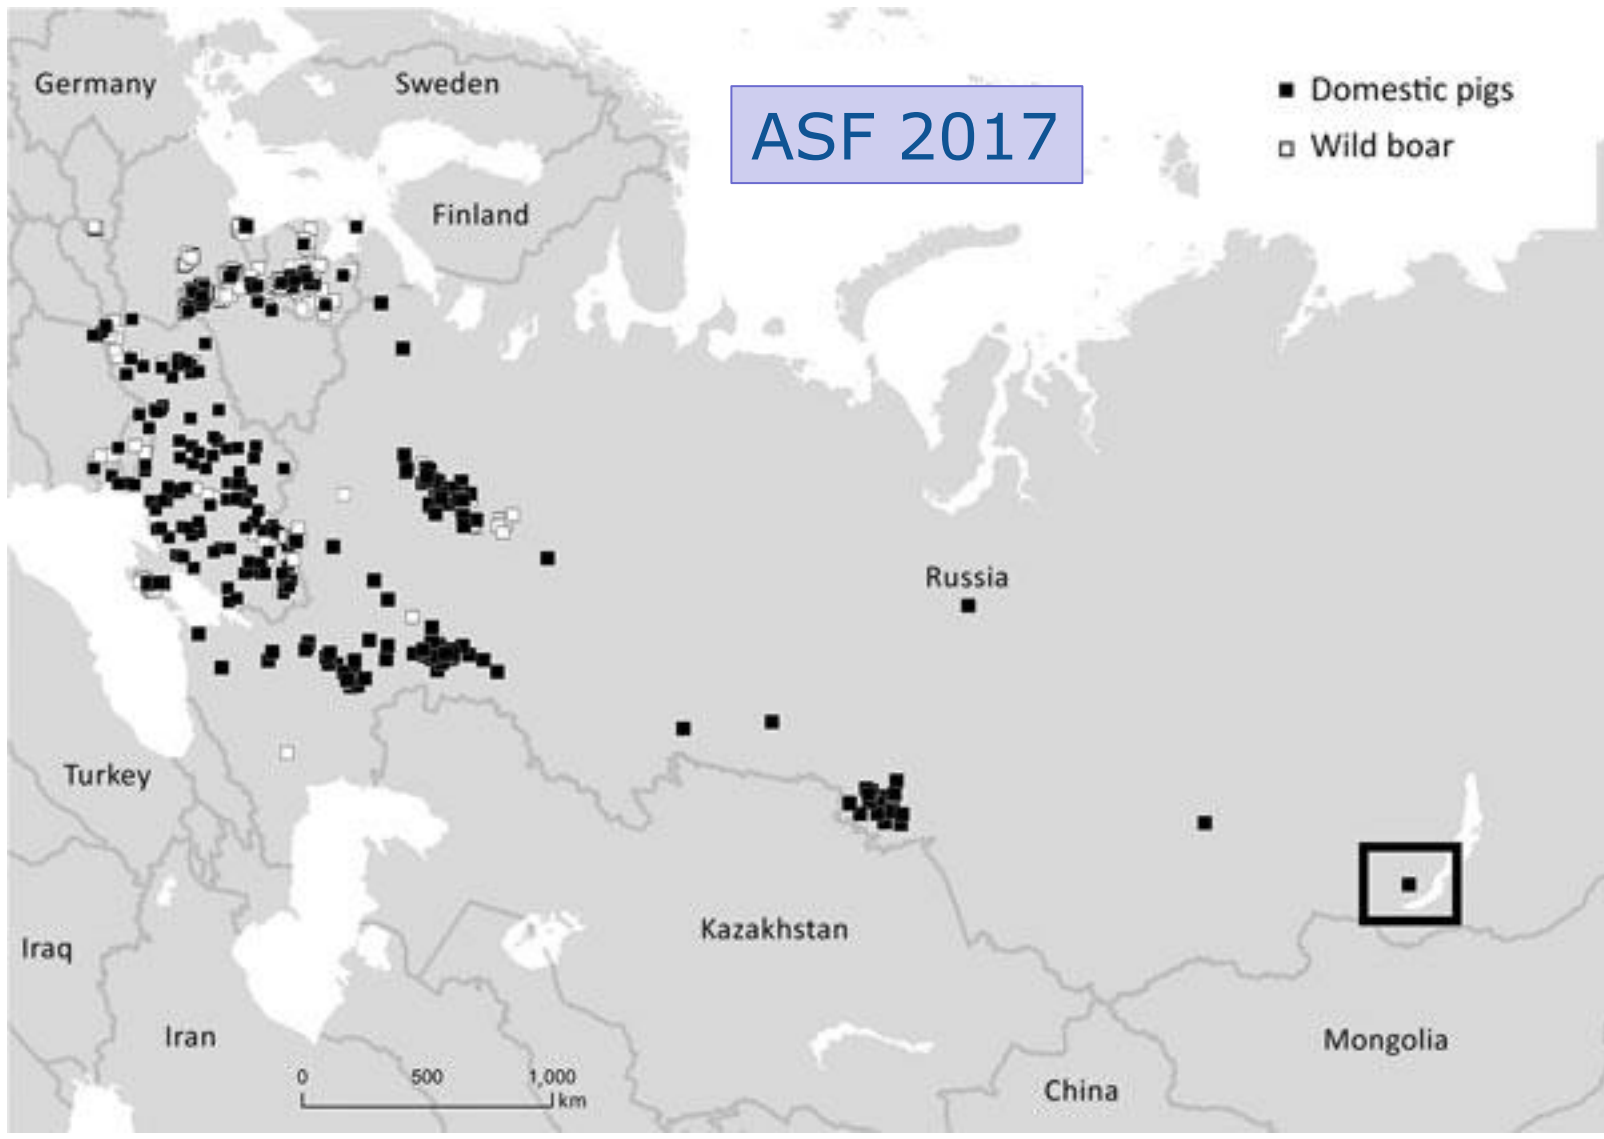 Germany
Sweden
ASF 2017
Domestic pigs
Wild boar
Finland
Russia
Turkey
Kazakhstan
Iraq
Iran
Mongolia
China
0 500 1,000
km